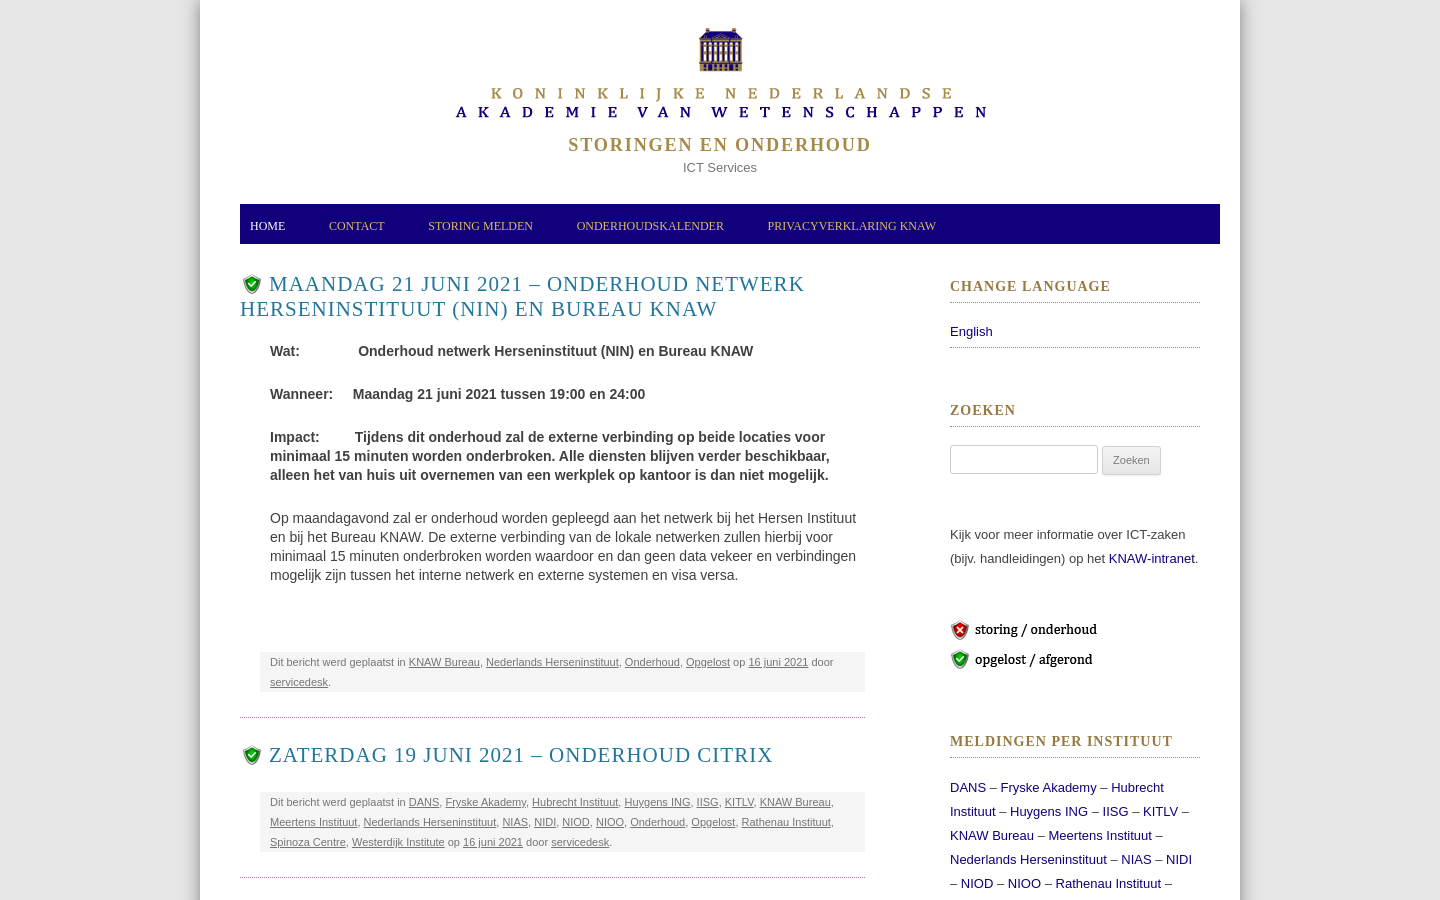 KONINKLIJKE NEDERLANDSE
AKADEMIE VAN WETENSCHAPPEN
STORINGEN EN ONDERHOUD
ICT Services
HOME CONTACT STORING MELDEN ONDERHOUDSKALENDER PRIVACYVERKLARING KNAW
MAANDAG 21 JUNI 2021 – ONDERHOUD NETWERK
HERSENINSTITUUT (NIN) EN BUREAU KNAW
Wat: Onderhoud netwerk Herseninstituut (NIN) en Bureau KNAW
Wanneer: Maandag 21 juni 2021 tussen 19:00 en 24:00
Impact: Tijdens dit onderhoud zal de externe verbinding op beide locaties voor
minimaal 15 minuten worden onderbroken. Alle diensten blijven verder beschikbaar,
alleen het van huis uit overnemen van een werkplek op kantoor is dan niet mogelijk.
Op maandagavond zal er onderhoud worden gepleegd aan het netwerk bij het Hersen Instituut
en bij het Bureau KNAW. De externe verbinding van de lokale netwerken zullen hierbij voor
minimaal 15 minuten onderbroken worden waardoor en dan geen data vekeer en verbindingen
mogelijk zijn tussen het interne netwerk en externe systemen en visa versa.
Dit bericht werd geplaatst in KNAW Bureau, Nederlands Herseninstituut, Onderhoud, Opgelost op 16 juni 2021 door
servicedesk.
ZATERDAG 19 JUNI 2021 – ONDERHOUD CITRIX
Dit bericht werd geplaatst in DANS, Fryske Akademy, Hubrecht Instituut, Huygens ING, IISG, KITLV, KNAW Bureau,
Meertens Instituut, Nederlands Herseninstituut, NIAS, NIDI, NIOD, NIOO, Onderhoud, Opgelost, Rathenau Instituut,
Spinoza Centre, Westerdijk Institute op 16 juni 2021 door servicedesk.
CHANGE LANGUAGE
English
ZOEKEN
Zoeken
Kijk voor meer informatie over ICT-zaken
(bijv. handleidingen) op het KNAW-intranet.
storing / onderhoud
opgelost / afgerond
MELDINGEN PER INSTITUUT
DANS – Fryske Akademy – Hubrecht
Instituut – Huygens ING – IISG – KITLV –
KNAW Bureau – Meertens Instituut –
Nederlands Herseninstituut – NIAS – NIDI
– NIOD – NIOO – Rathenau Instituut –